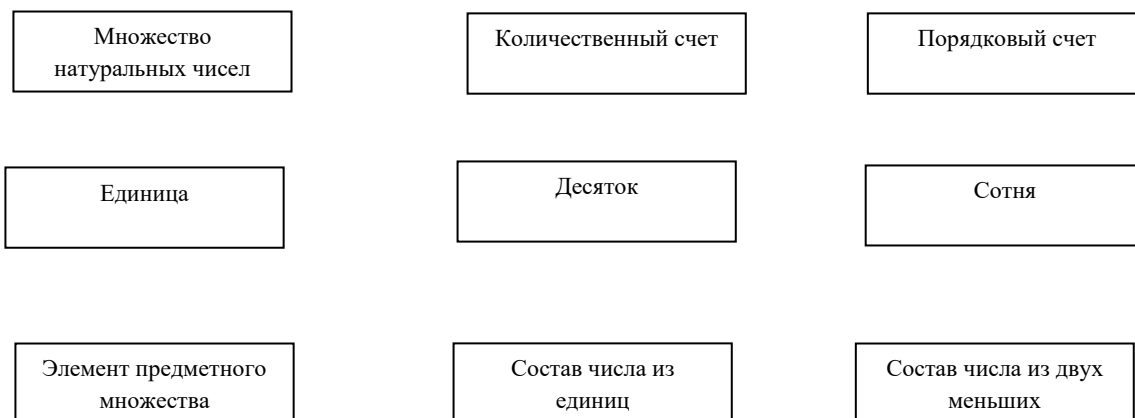 Множество
натуральных чисел
Количественный счет
Порядковый счет
Единица
Десяток
Сотня
Элемент предметного
множества
Состав числа из
единиц
Состав числа из двух
меньших